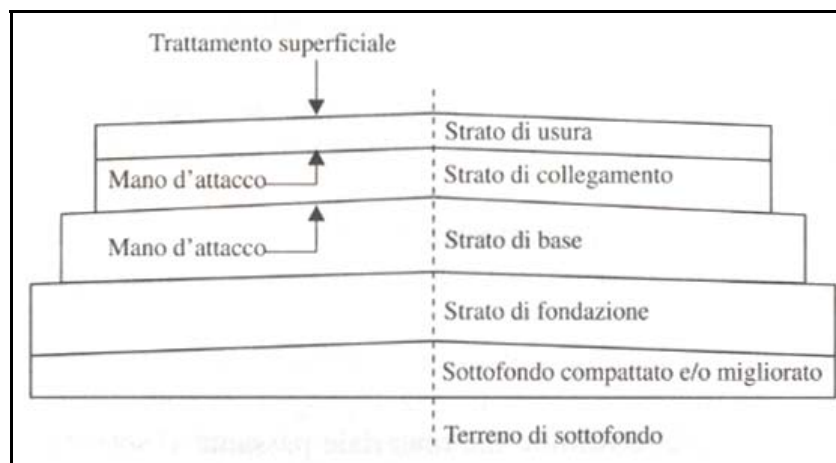 Trattamento superficiale
Strato di usura
Mano d'attacco
Strato di collegamento
Mano d'attacco
Strato di base
Strato di fondazione
Sottofondo compattato e/o migliorato
Terreno di sottofondo